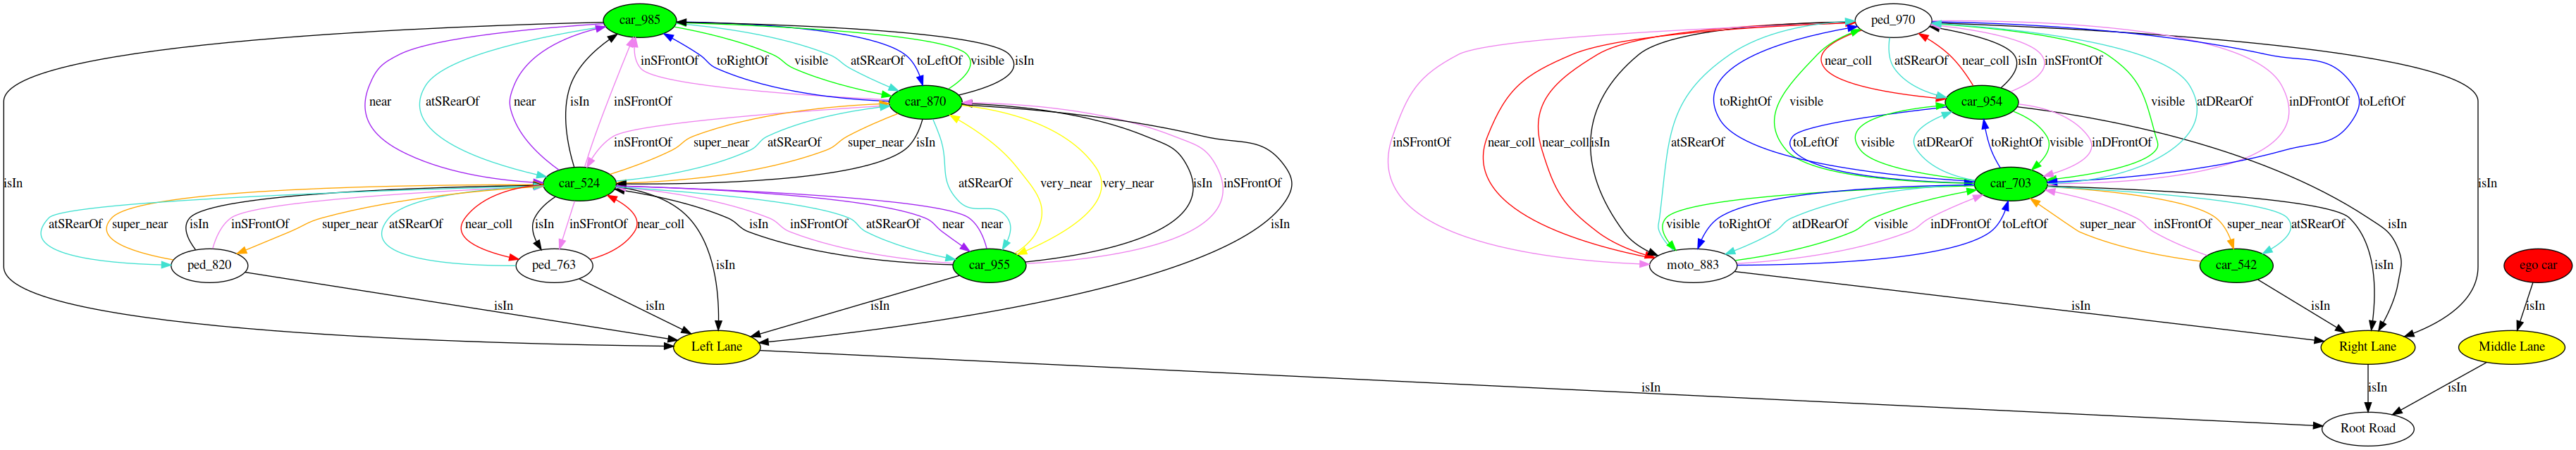 car_985
ped_970
inSFrontOf toRightOf visible atSRearOf toLeftOf visible isIn
near_coll atSRearOf near_coll isIn inSFrontOf
near atSRearOf near isIn inSFrontOf
car_870
toRightOf visible
car_954
visible atDRearOf inDFrontOf toLeftOf
inSFrontOf super_near atSRearOf super_near isIn
inSFrontOf near_coll near_coll isIn atSRearOf
toLeftOf visible atDRearOf toRightOf visible inDFrontOf
isIn
car_524
atSRearOf very_near very_near isIn inSFrontOf
car_703
isIn
atSRearOf super_near isIn inSFrontOf super_near atSRearOf near_coll isIn inSFrontOf near_coll
isIn inSFrontOf atSRearOf near near
isIn
visible toRightOf atDRearOf visible inDFrontOf toLeftOf
super_near inSFrontOf super_near atSRearOf
isIn
ped_820
ped_763
isIn
car_955
moto_883
isIn
car_542
ego car
isIn
isIn
isIn
isIn
isIn
isIn
Left Lane
Right Lane
Middle Lane
isIn
isIn
isIn
Root Road